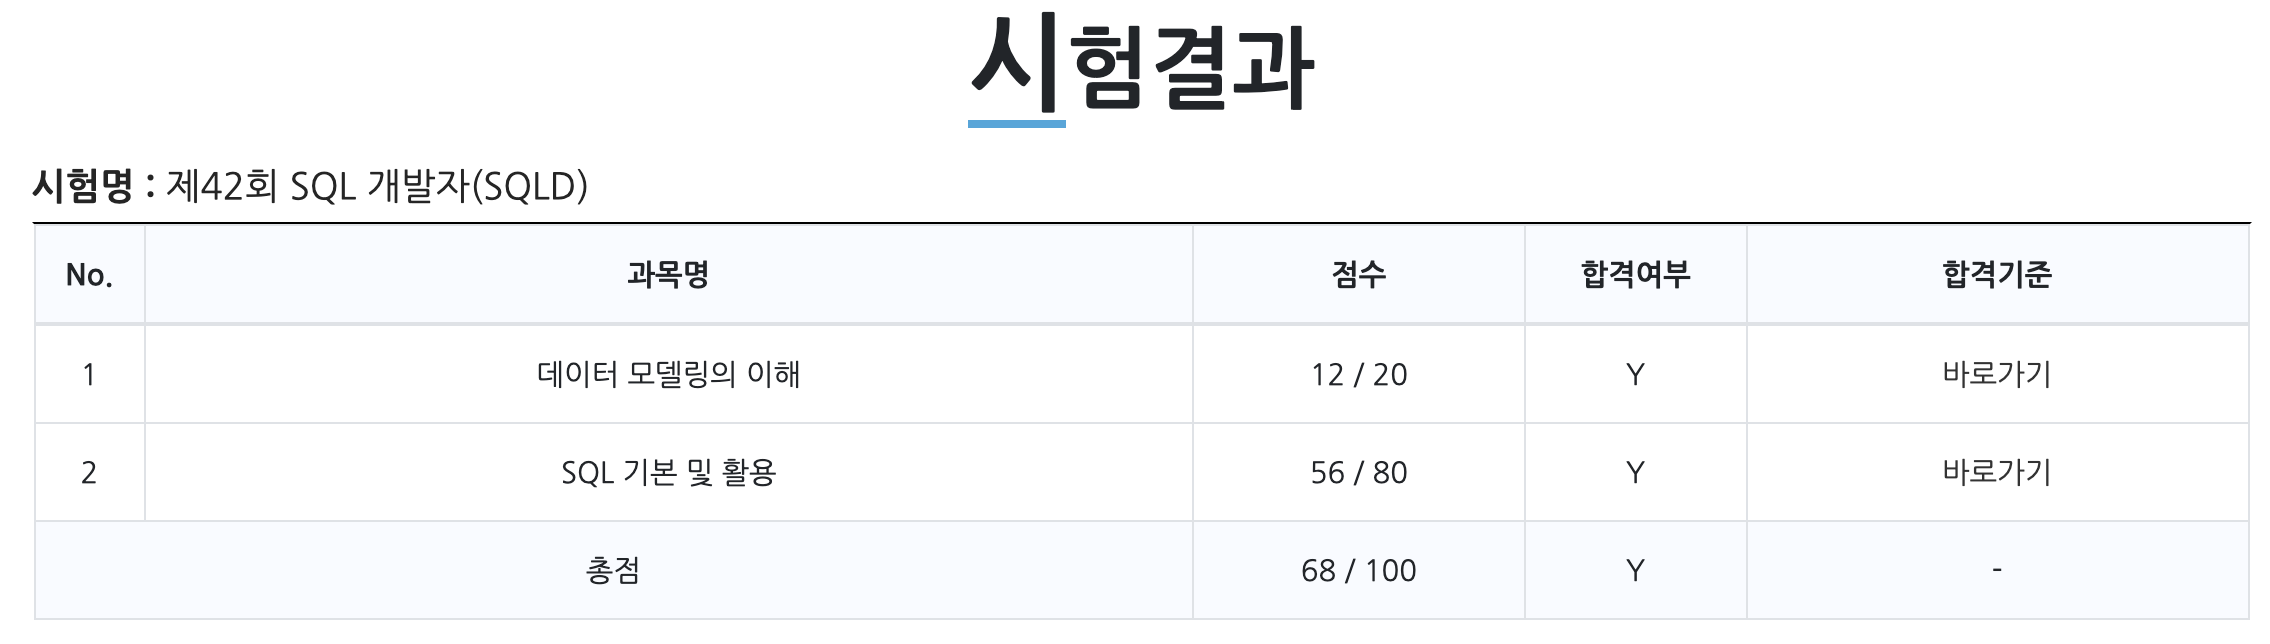 시험결과
시험명 : 제42회 SQL 개발자(SQLD)
No. 과목명 점수 합격여부 합격기준
1 데이터 모델링의 이해 12 / 20 Y 바로가기
2 SQL 기본 및 활용 56 / 80 Y 바로가기
총점 68 / 100 Y -